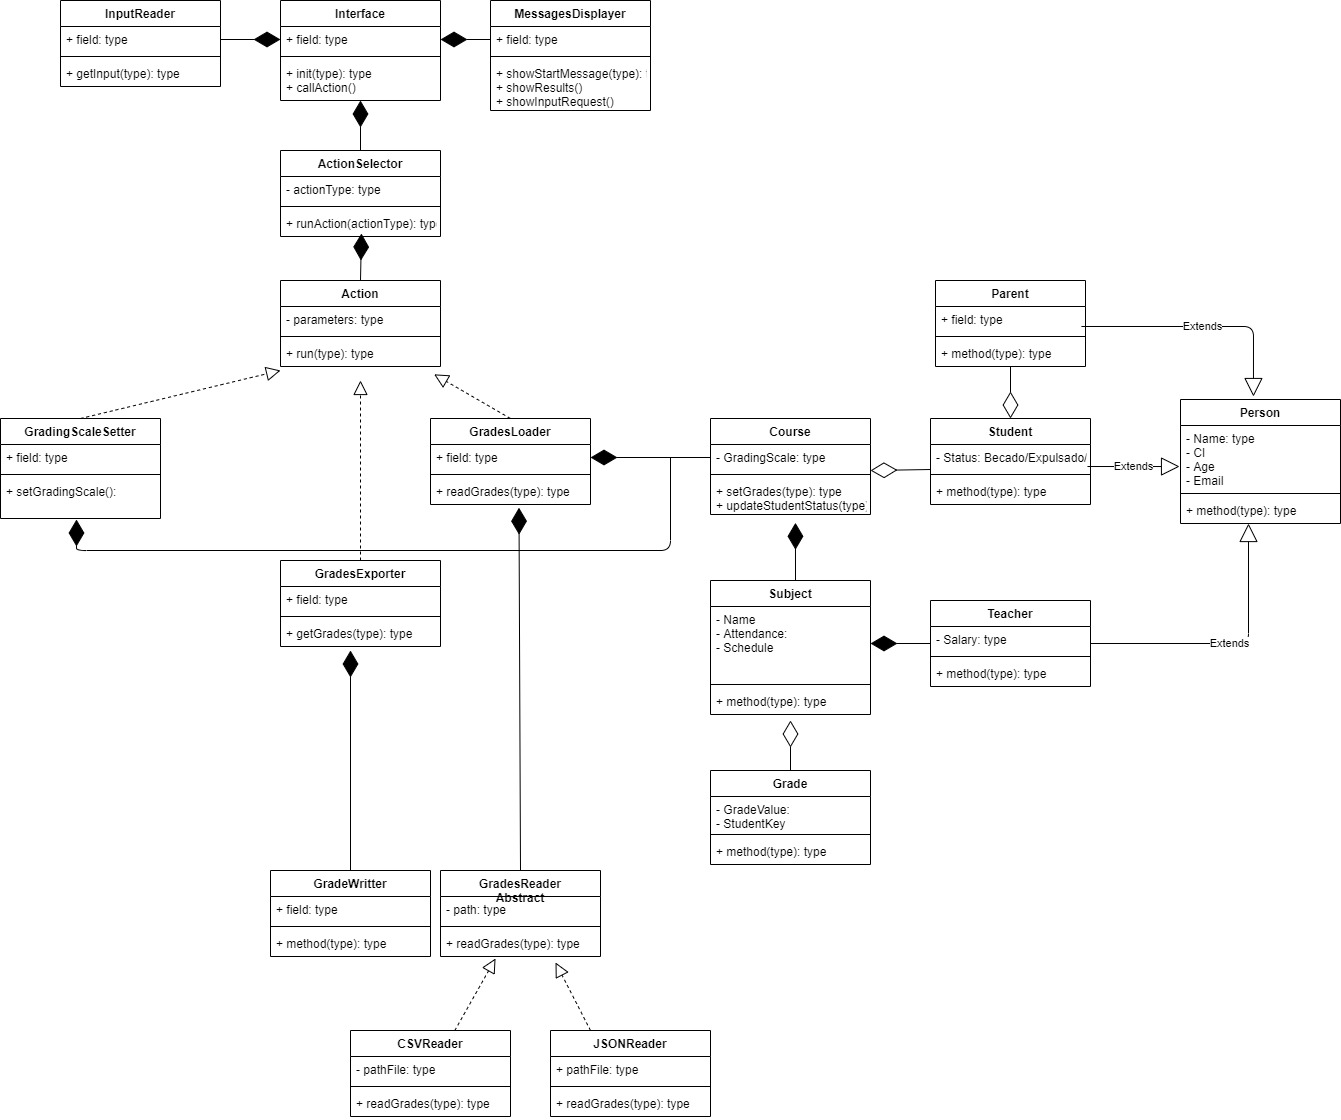 InputReader
+ field: type
+ getInput(type): type
Interface
+ field: type
+ init(type): type
+ callAction()
MessagesDisplayer
+ field: type
+ showStartMessage(type):
+ showResults()
+ showInputRequest()
ActionSelector
- actionType: type
+ runAction(actionType): typ
Action
- parameters: type
+ run(type): type
Parent
+ field: type
+ method(type): type
Extends
GradingScaleSetter
+ field: type
+ setGradingScale():
GradesLoader
+ field: type
+ readGrades(type): type
Course
- GradingScale: type
+ setGrades(type): type
+ updateStudentStatus(type
Student
- Status: Becado/Expulsado/
+ method(type): type
Extends
Person
- Name: type
- CI
- Age
- Email
+ method(type): type
GradesExporter
+ field: type
+ getGrades(type): type
Subject
- Name
- Attendance:
- Schedule
+ method(type): type
Teacher
- Salary: type
+ method(type): type
Extends
Grade
- GradeValue:
- StudentKey
+ method(type): type
GradeWritter
+ field: type
+ method(type): type
GradesReader
Abstract
- path: type
+ readGrades(type): type
CSVReader
- pathFile: type
+ readGrades(type): type
JSONReader
+ pathFile: type
+ readGrades(type): type